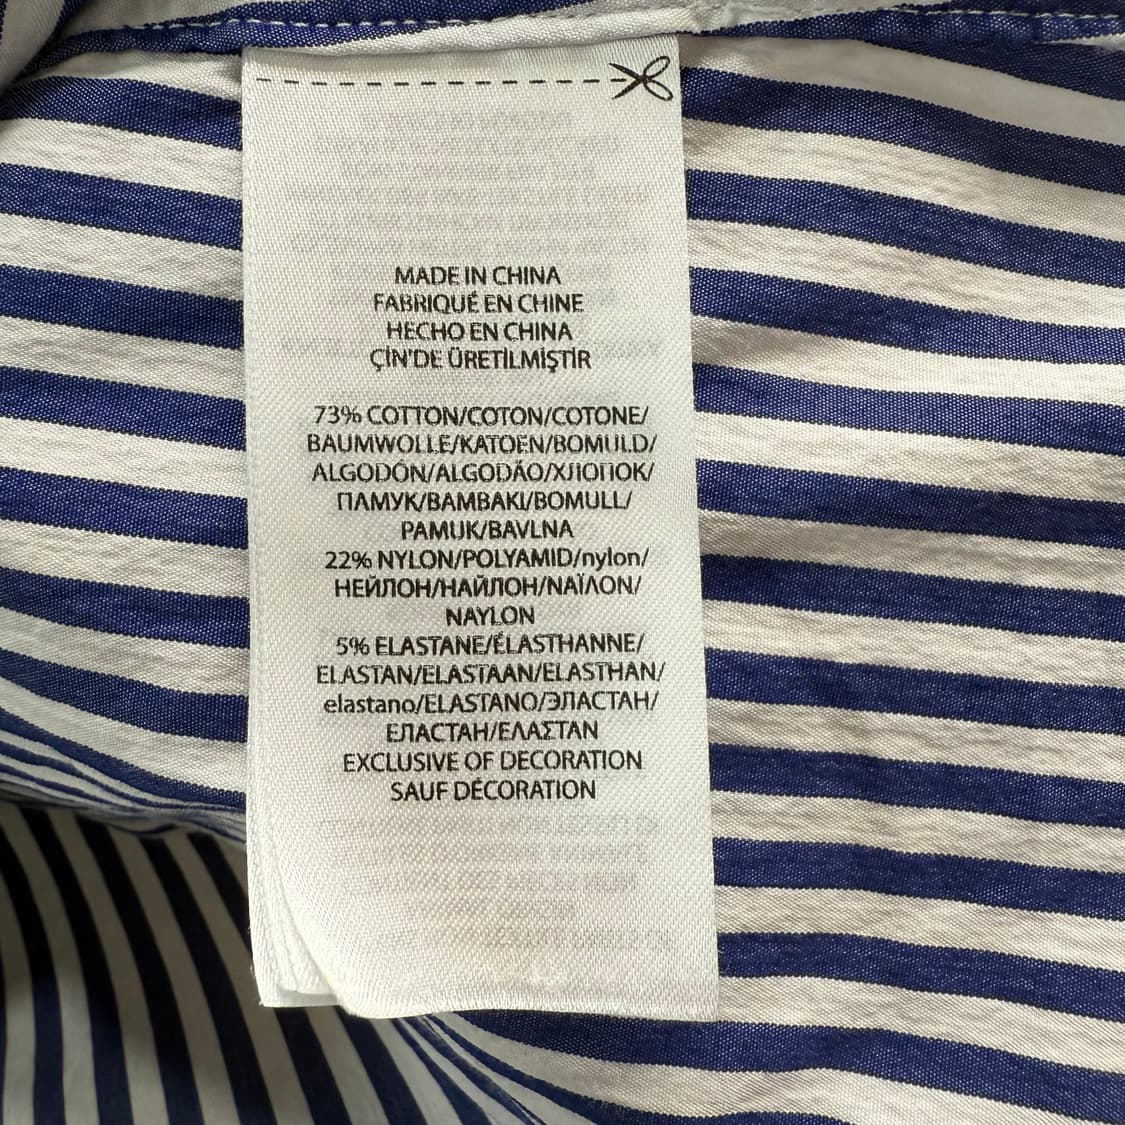 MADE IN CHINA
FABRIQUÉ EN CHINE
HECHO EN CHINA
ÇİN'DE ÜRETİLMİŞTİR
73% COTTON/COTON/COTONE/
BAUMWOLLE/KATOEN/BOMULD/
ALGODÓN/ALGODÃO/ХЛОПОК/
ПАМУК/BAMBAKI/BOMULL/
PAMUK/BAVLNA
22% NYLON/POLYAMID/nylon/
НЕЙЛОН/НАЙЛОН/ΝΑΪΛΟΝ/
NAYLON
5% ELASTANE/ÉLASTHANNE/
ELASTAN/ELASTAAN/ELASTHAN/
elastano/ELASTANO/ЭЛАСТАН/
ЕЛАСТАН/ΕΛΑΣΤΑΝ
EXCLUSIVE OF DECORATION
SAUF DÉCORATION